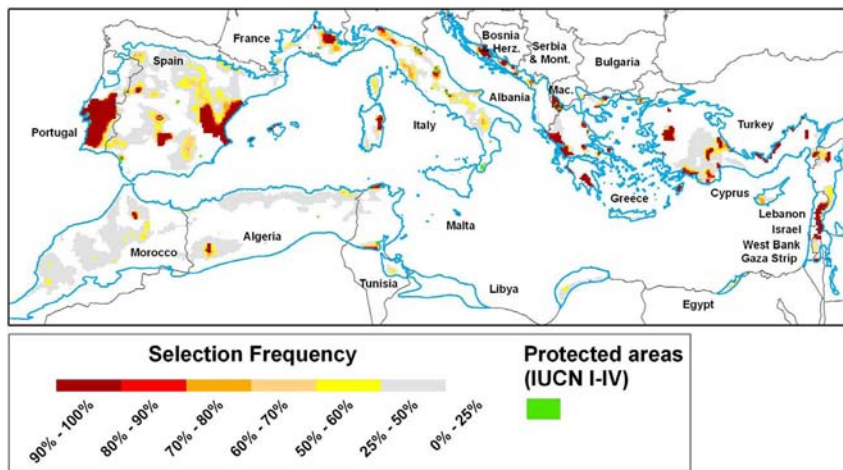 France
Bosnia
& Herz.
Serbia
& Mont.
Bulgaria
Spain
Albania
Mac.
Portugal
Italy
Turkey
Greece
Cyprus
Lebanon
Israel
West Bank
Gaza Strip
Malta
Algeria
Morocco
Tunisia
Libya
Egypt
Selection Frequency
90% - 100%
80% - 90%
70% - 80%
60% - 70%
50% - 60%
25% - 50%
0% - 25%
Protected areas
(IUCN I-IV)